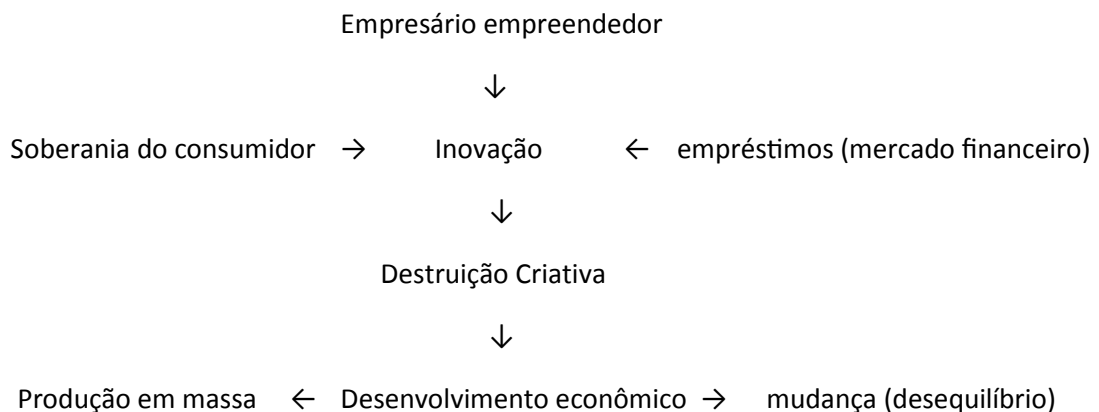 Empresário empreendedor
↓
Soberania do consumidor → Inovação ← empréstimos (mercado financeiro)
↓
Destruição Criativa
↓
Produção em massa ← Desenvolvimento econômico → mudança (desequilíbrio)